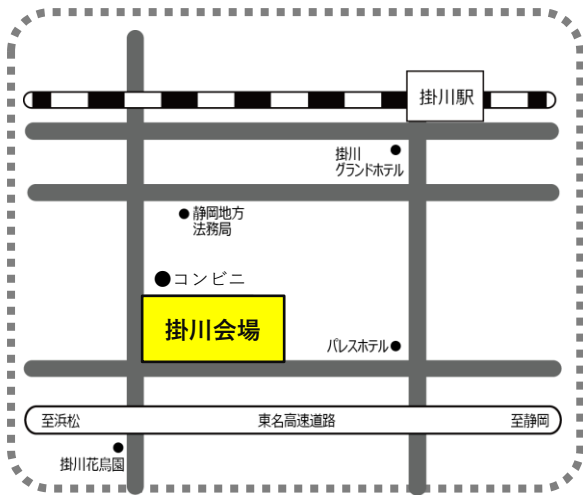 掛川駅
掛川
グランドホテル
静岡地方
法務局
コンビニ
掛川会場
パレスホテル
至浜松
東名高速道路
至静岡
掛川花鳥園